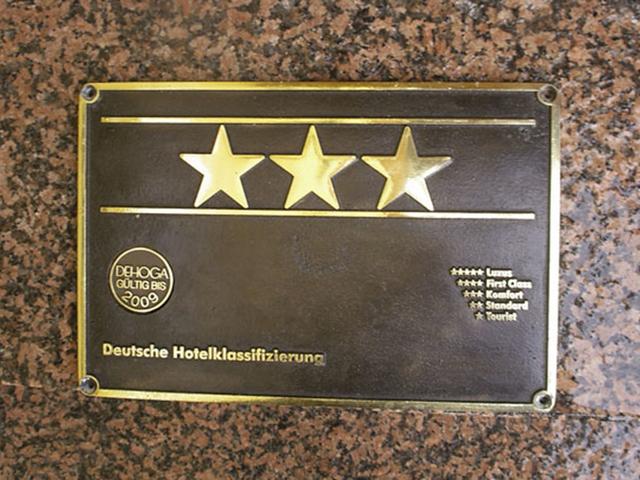 DEHOGA
GÜLTIG BIS
2009
***** Luxus
**** First Class
*** Komfort
** Standard
* Tourist
Deutsche Hotelklassifizierung